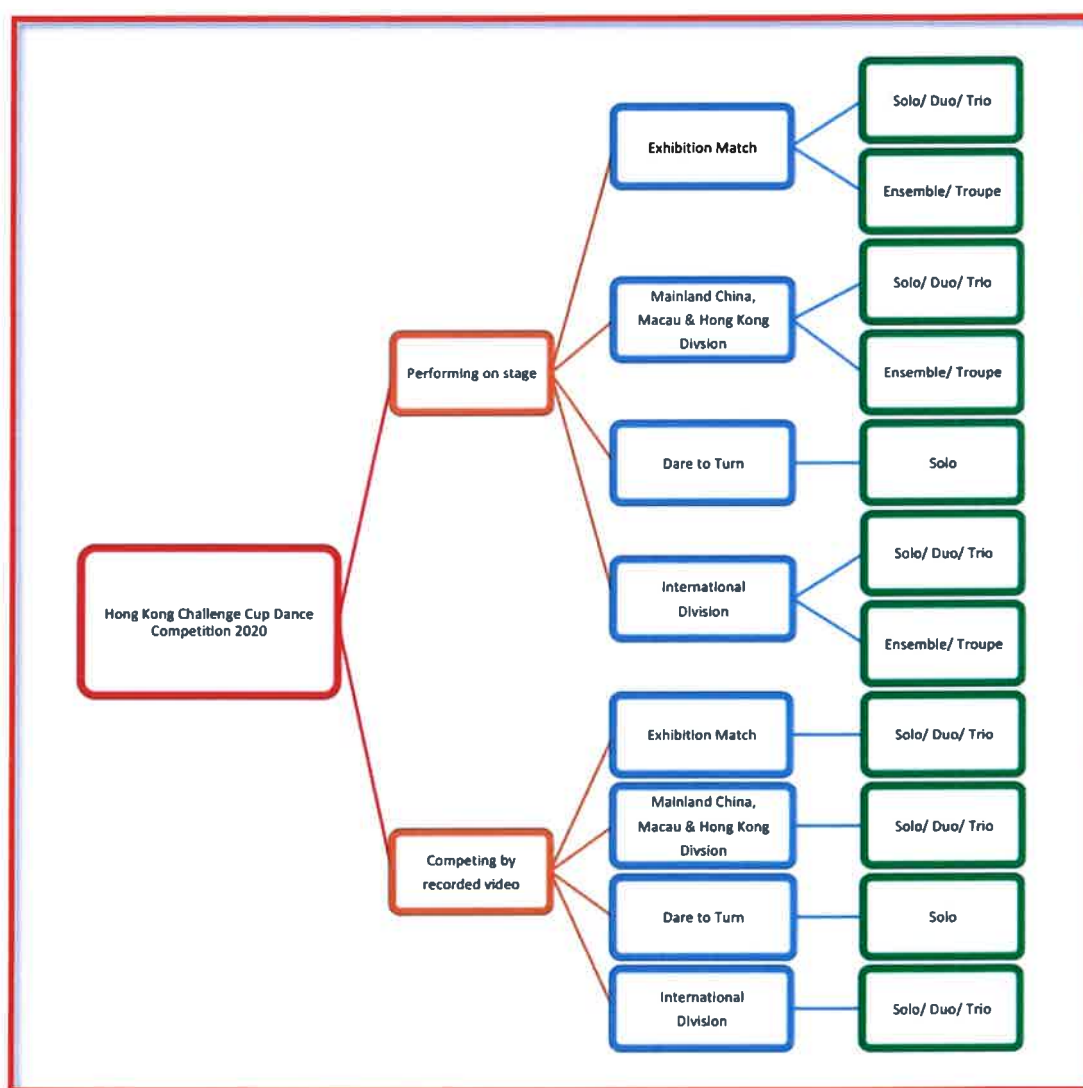 Hong Kong Challenge Cup Dance
Competition 2020
Performing on stage
Exhibition Match
Solo/ Duo/ Trio
Ensemble/ Troupe
Mainland China,
Macau & Hong Kong
Divsion
Solo/ Duo/ Trio
Ensemble/ Troupe
Dare to Turn
Solo
International
Division
Solo/ Duo/ Trio
Ensemble/ Troupe
Competing by
recorded video
Exhibition Match
Solo/ Duo/ Trio
Mainland China,
Macau & Hong Kong
Divsion
Solo/ Duo/ Trio
Dare to Turn
Solo
International
Division
Solo/ Duo/ Trio